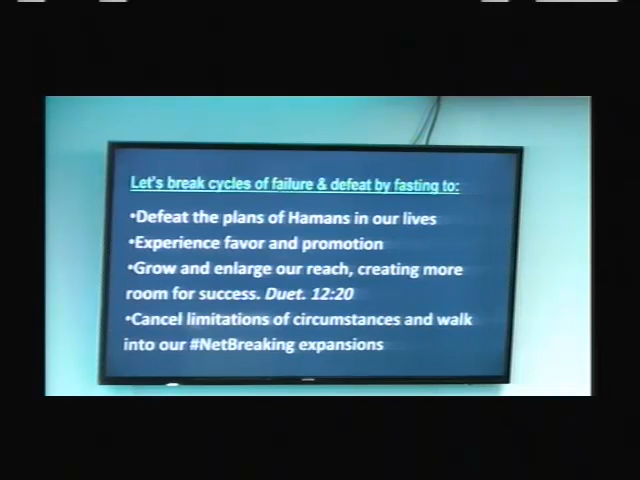 Let's break cycles of failure & defeat by fasting to:
•Defeat the plans of Hamans in our lives
•Experience favor and promotion
•Grow and enlarge our reach, creating more
room for success. Duet. 12:20
•Cancel limitations of circumstances and walk
into our #NetBreaking expansions